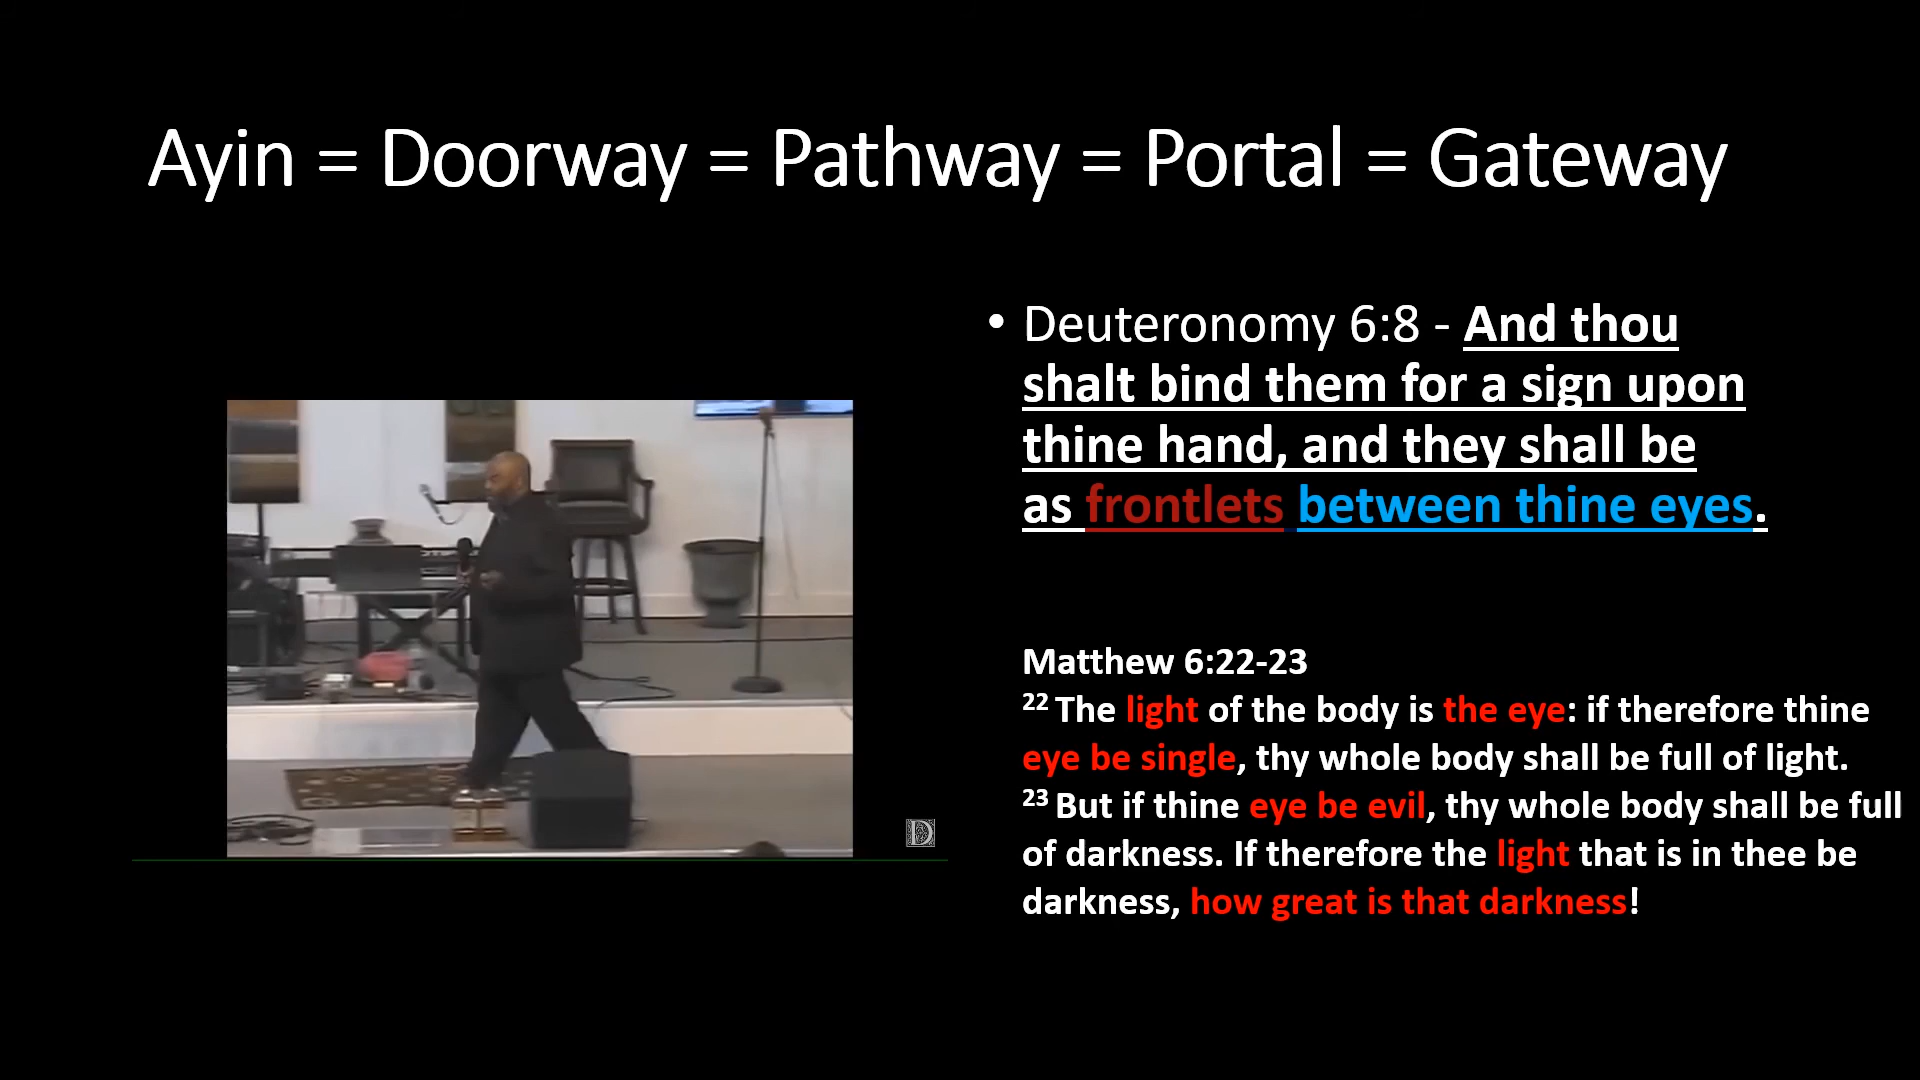 Ayin = Doorway = Pathway = Portal = Gateway
• Deuteronomy 6:8 - And thou
shalt bind them for a sign upon
thine hand, and they shall be
as frontlets between thine eyes.
Matthew 6:22-23
22 The light of the body is the eye: if therefore thine
eye be single, thy whole body shall be full of light.
23 But if thine eye be evil, thy whole body shall be full
of darkness. If therefore the light that is in thee be
darkness, how great is that darkness!
D